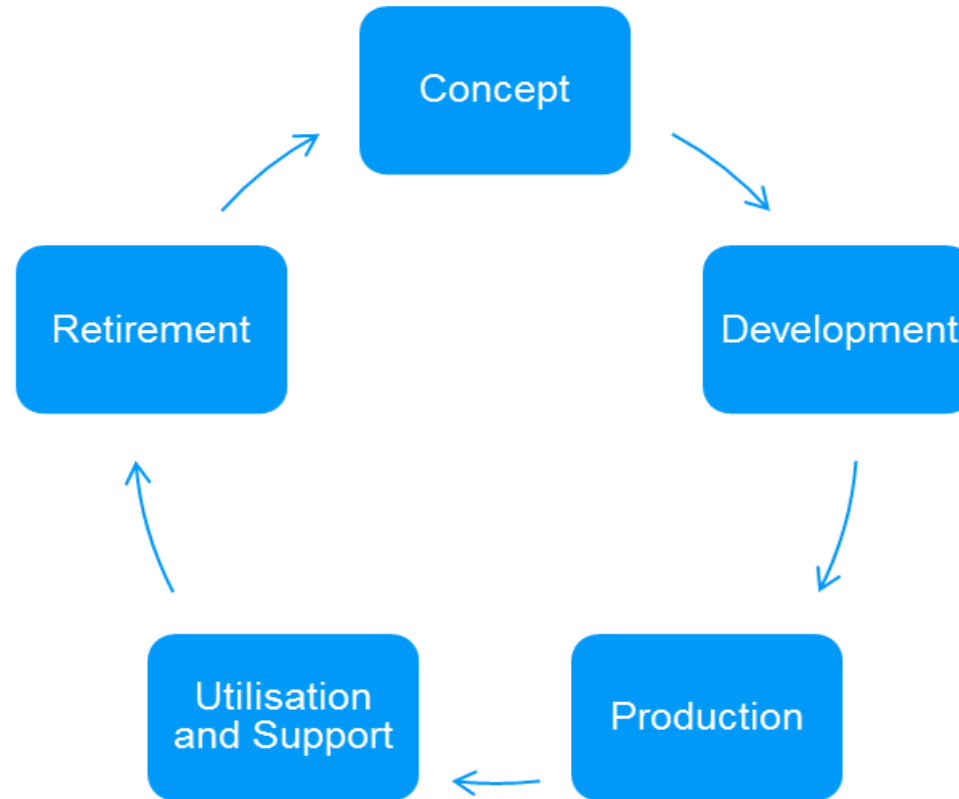 Concept
Development
Production
Utilisation
and Support
Retirement